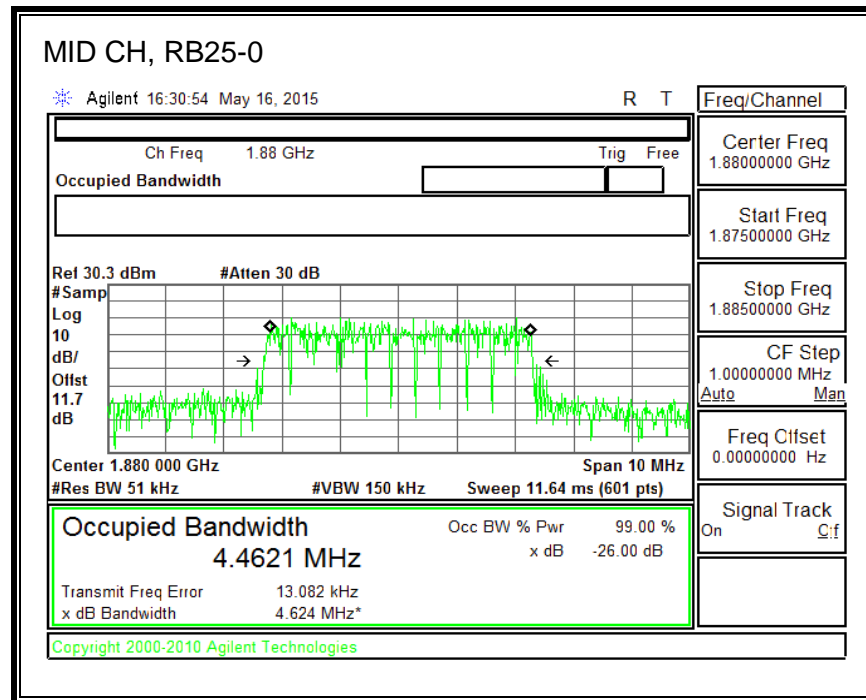 MID CH, RB25-0
Agilent 16:30:54 May 16, 2015 R T
Freq/Channel
Ch Freq 1.88 GHz Trig Free
Occupied Bandwidth
Center Freq
1.88000000 GHz
Start Freq
1.87500000 GHz
Stop Freq
1.88500000 GHz
CF Step
1.00000000 MHz
Auto Man
Freq Offset
0.00000000 Hz
Signal Track
On Off
Ref 30.3 dBm #Atten 30 dB
#Samp
Log
10
dB/
Offst
11.7
dB
Center 1.880 000 GHz Span 10 MHz
#Res BW 51 kHz #VBW 150 kHz Sweep 11.64 ms (601 pts)
Occupied Bandwidth
4.4621 MHz
Occ BW % Pwr 99.00 %
x dB -26.00 dB
Transmit Freq Error 13.082 kHz
x dB Bandwidth 4.624 MHz*
Copyright 2000-2010 Agilent Technologies